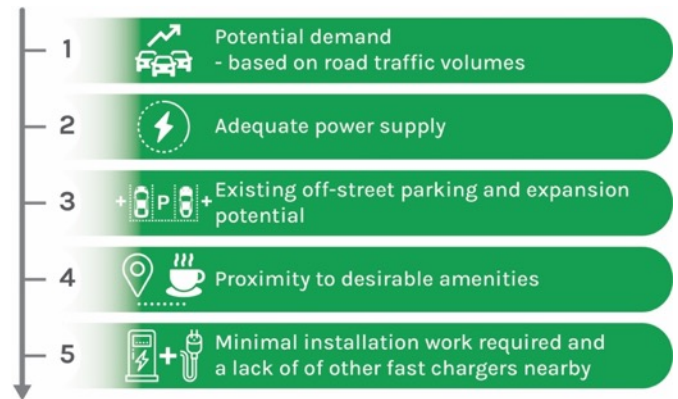 1
Potential demand
- based on road traffic volumes
2
Adequate power supply
3
P
Existing off-street parking and expansion
potential
4
Proximity to desirable amenities
5
Minimal installation work required and
a lack of of other fast chargers nearby